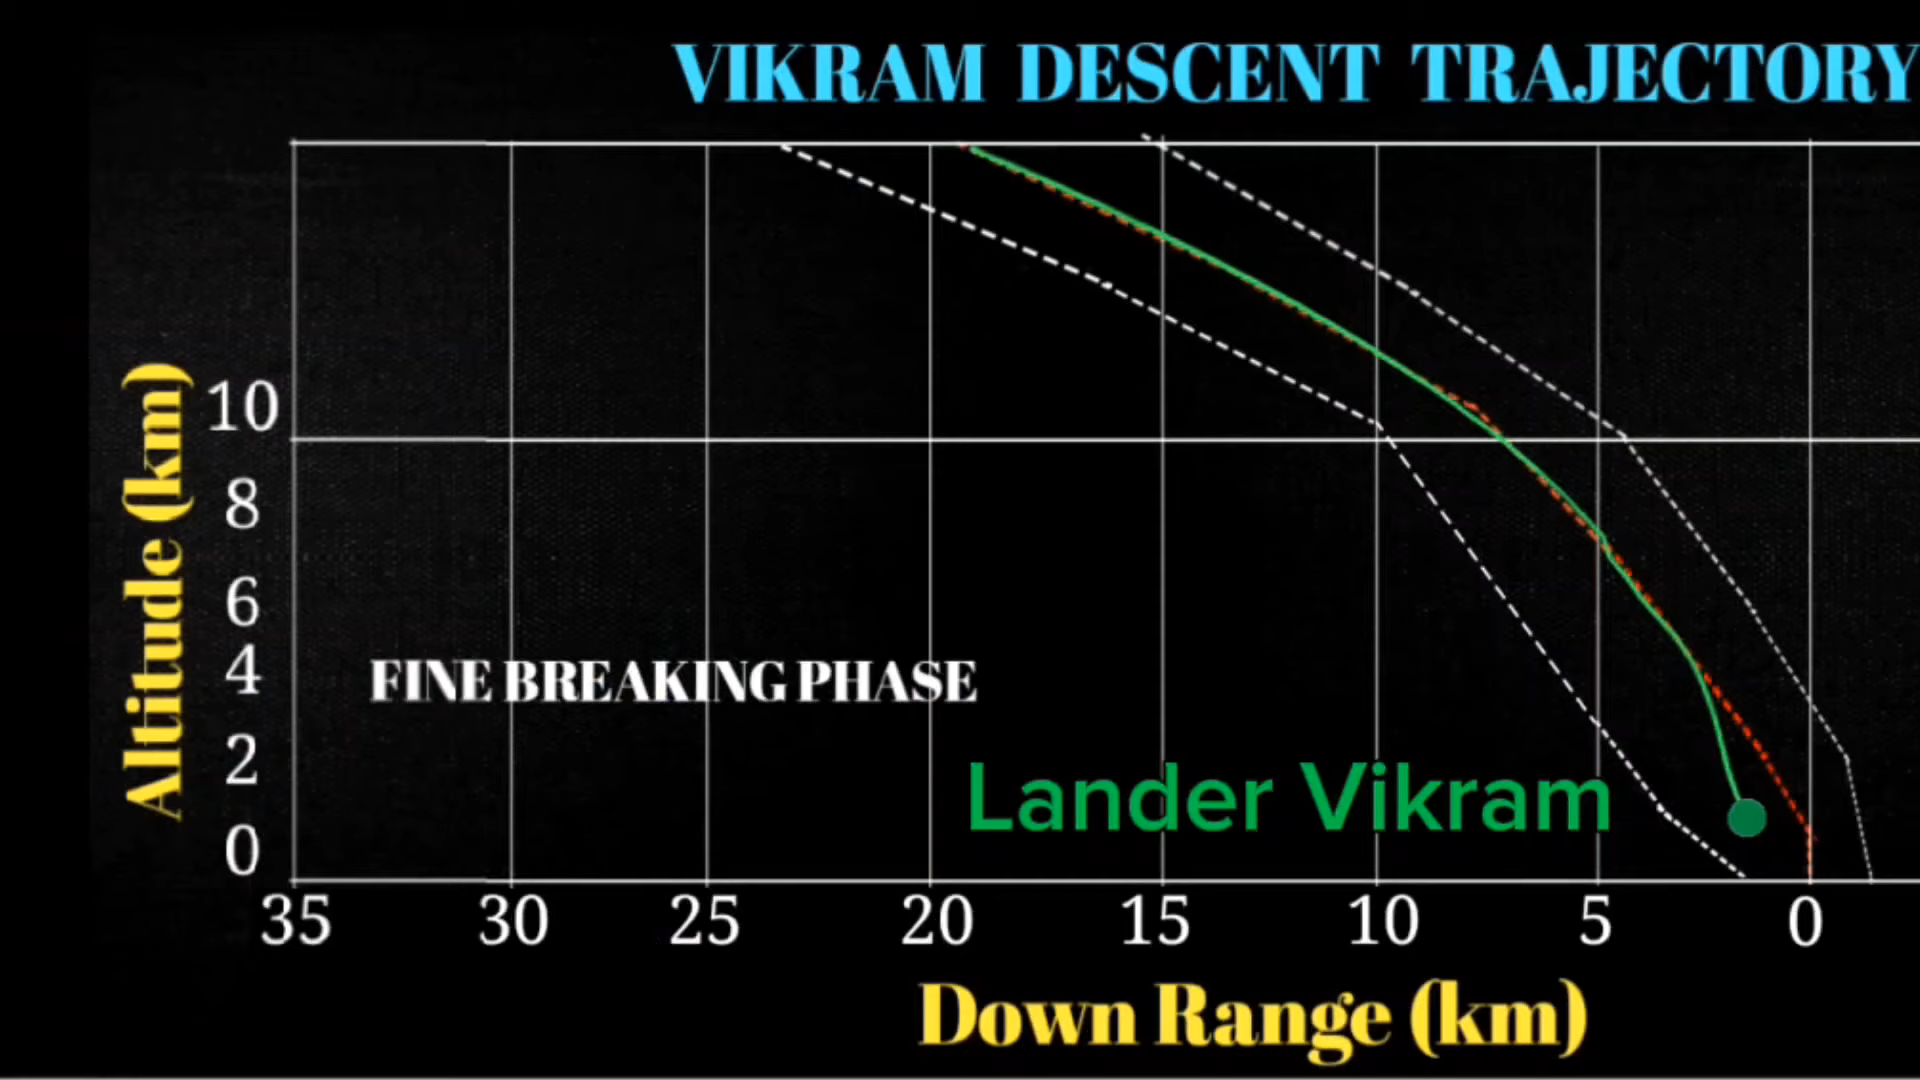 VIKRAM DESCENT TRAJECTORY
Altitude (km)
10
8
6
4
2
0
FINE BREAKING PHASE
Lander Vikram
35 30 25 20 15 10 5 0
Down Range (km)